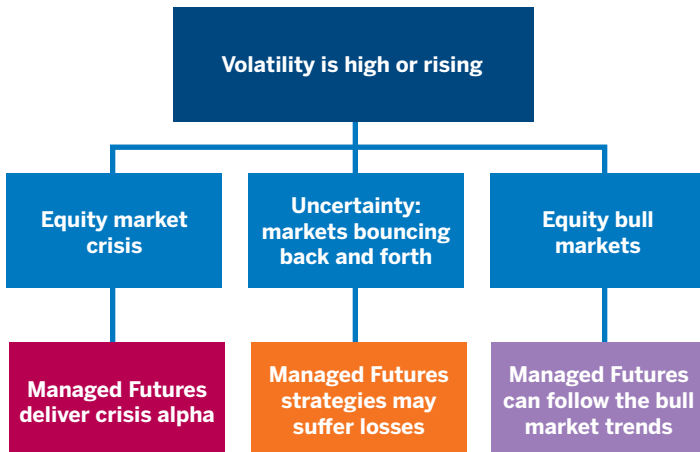 Volatility is high or rising
Equity market
crisis
Uncertainty:
markets bouncing
back and forth
Equity bull
markets
Managed Futures
deliver crisis alpha
Managed Futures
strategies may
suffer losses
Managed Futures
can follow the bull
market trends